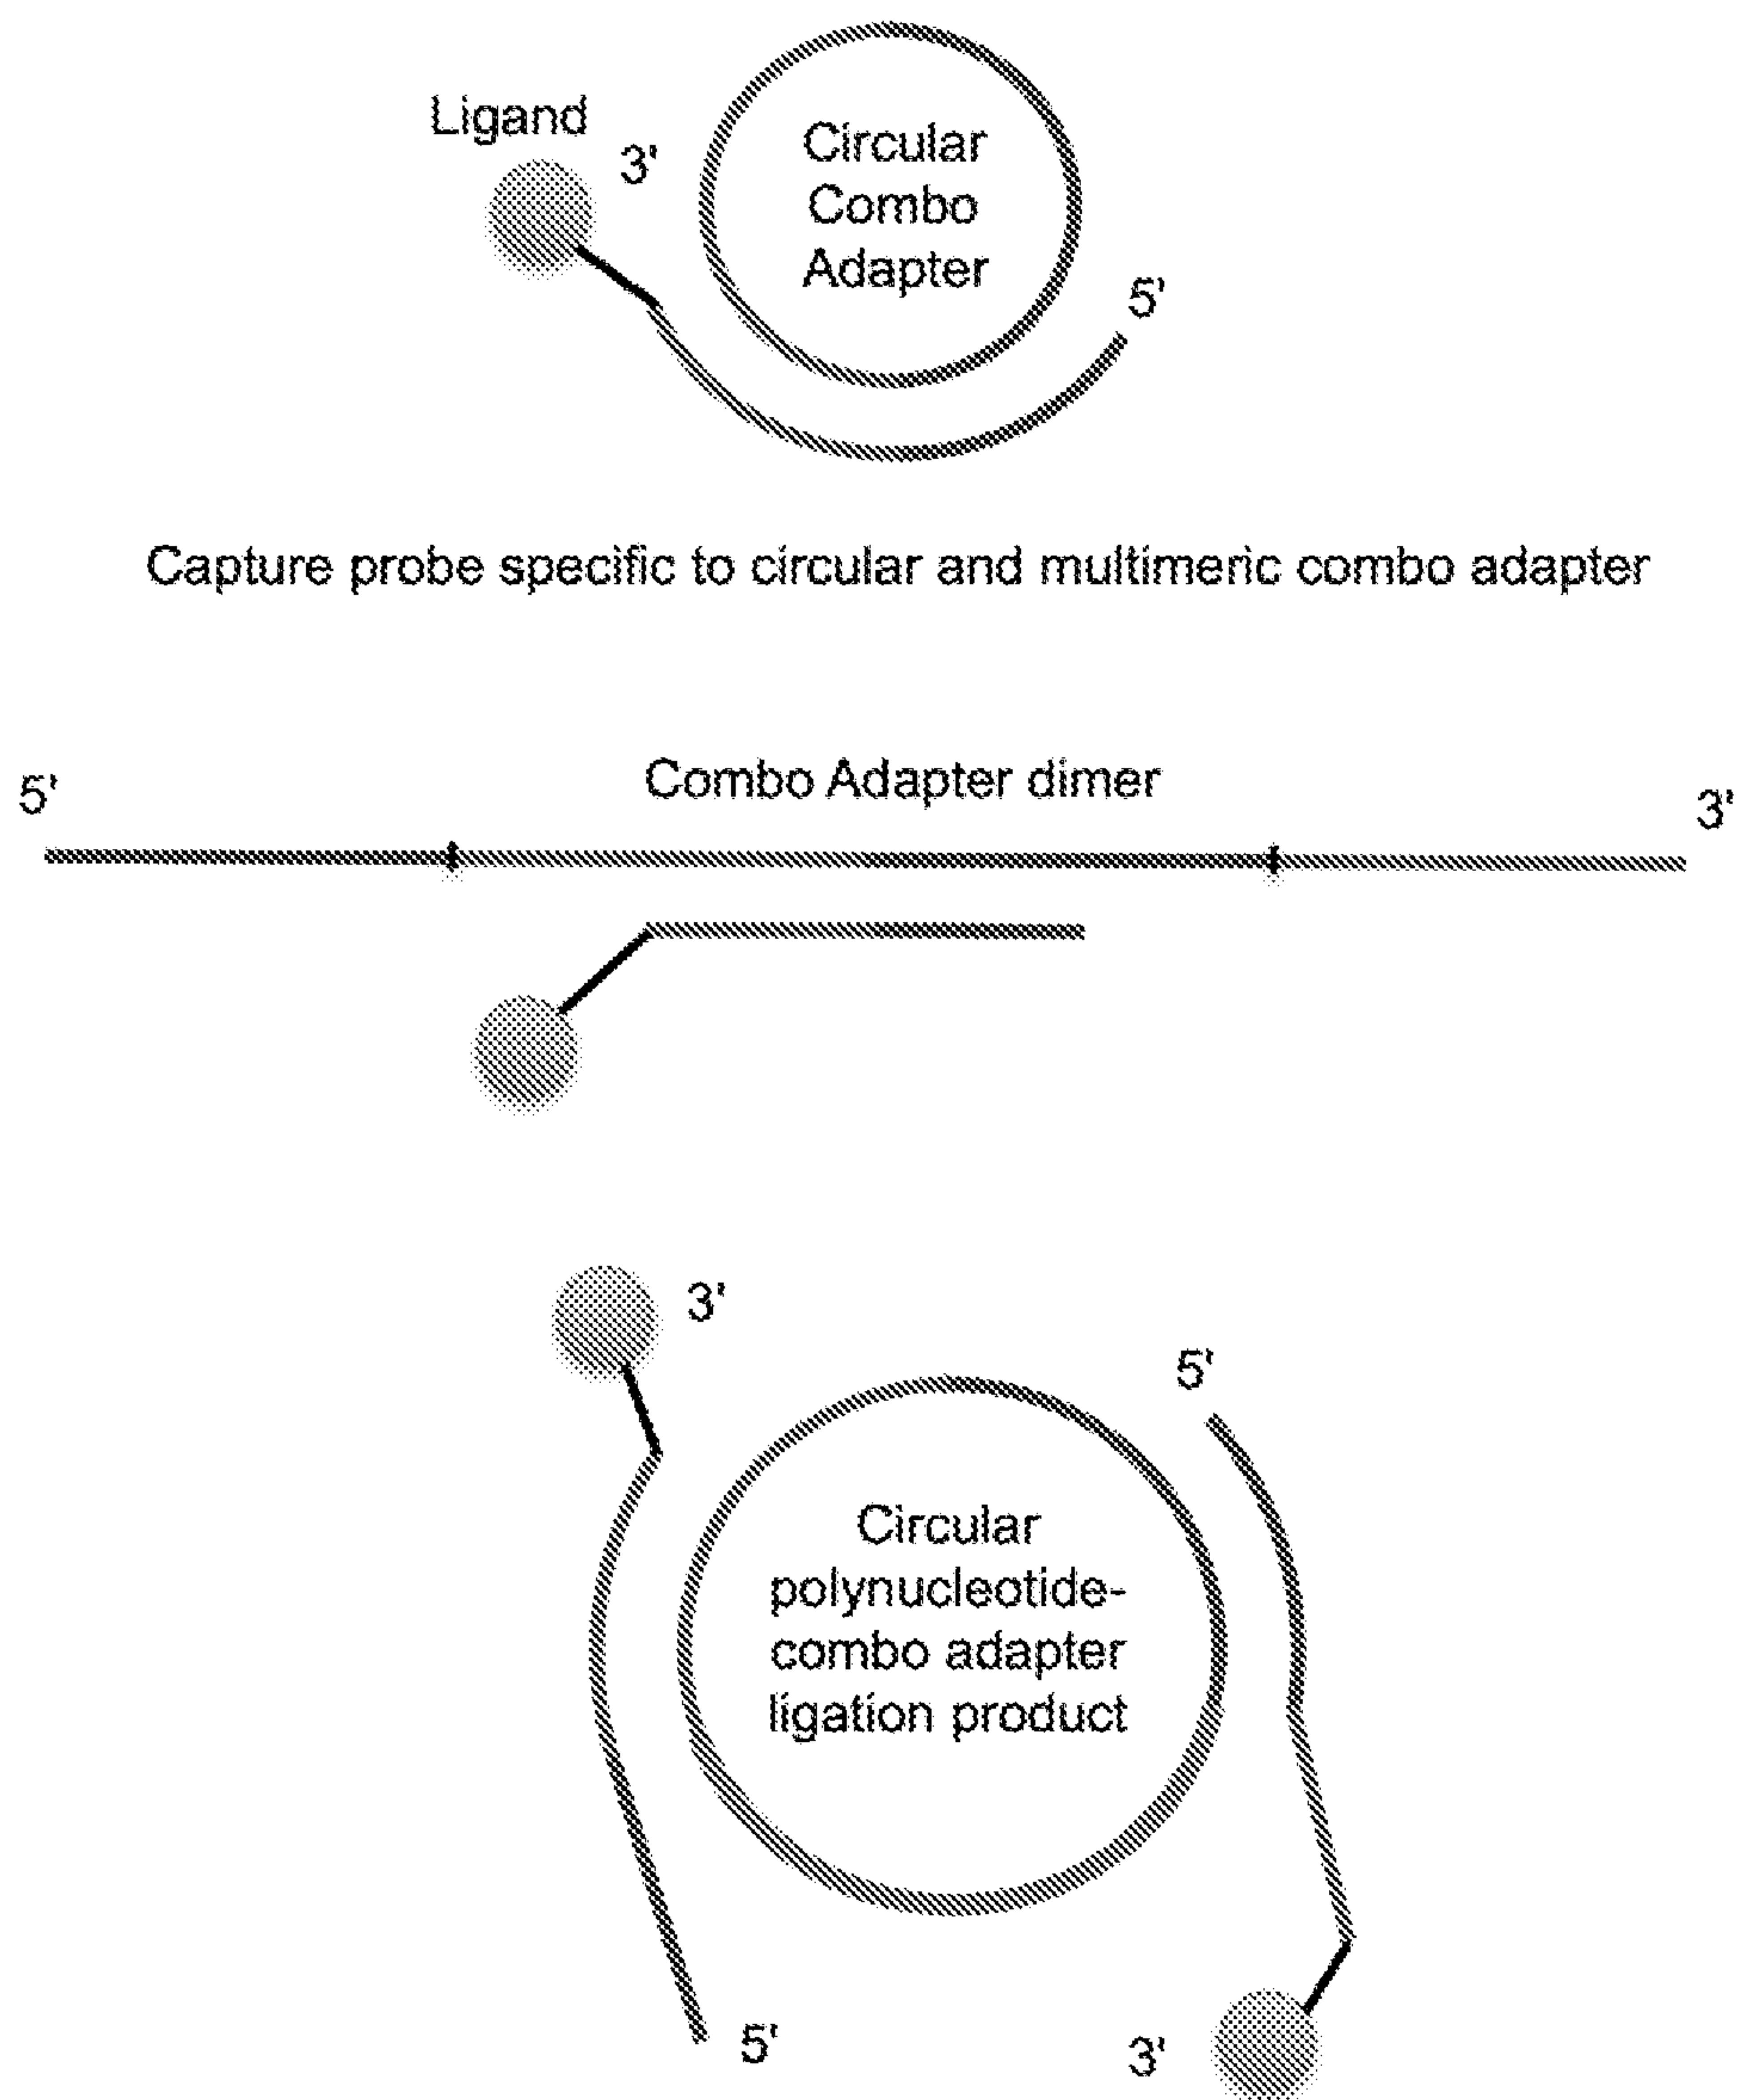 Ligand
3'
Circular
Combo
Adapter
5'
Capture probe specific to circular and multimeric combo adapter
Combo Adapter dimer
5'
3'
3'
5'
Circular
polynucleotide-
combo adapter
ligation product
5'
3'